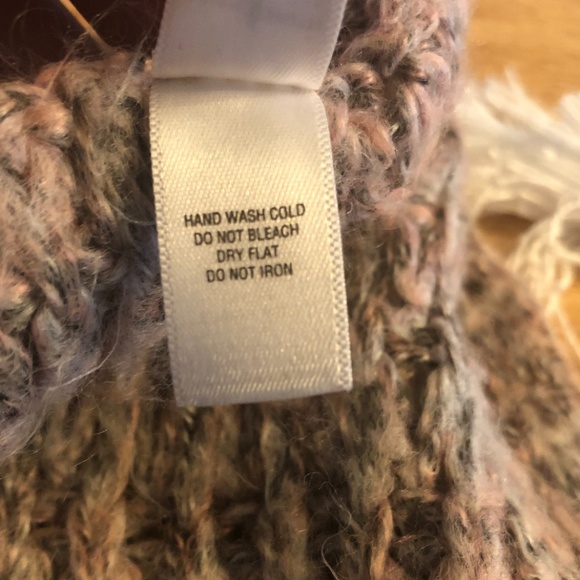 HAND WASH COLD
DO NOT BLEACH
DRY FLAT
DO NOT IRON